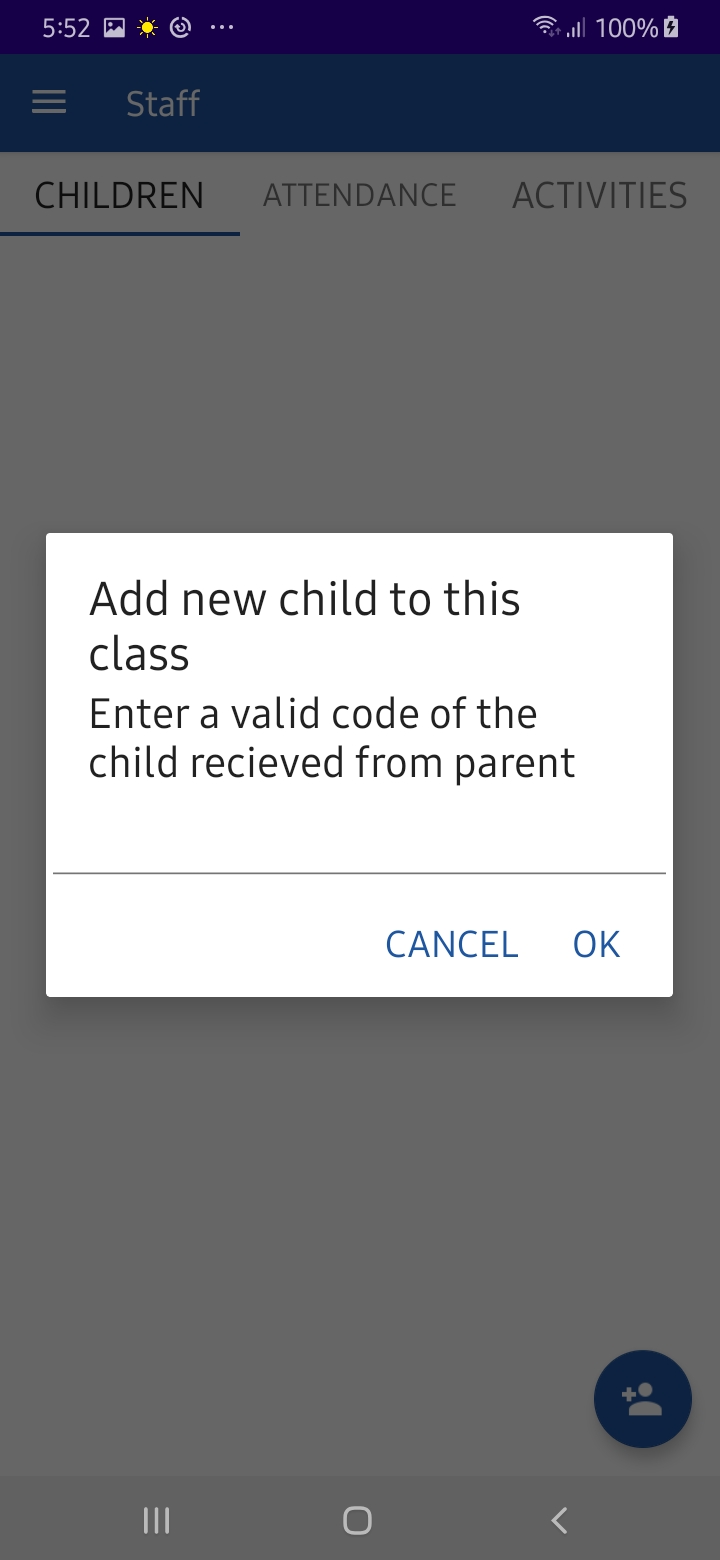 5:52 100%
Staff
CHILDREN ATTENDANCE ACTIVITIES
Add new child to this
class
Enter a valid code of the
child recieved from parent
CANCEL OK